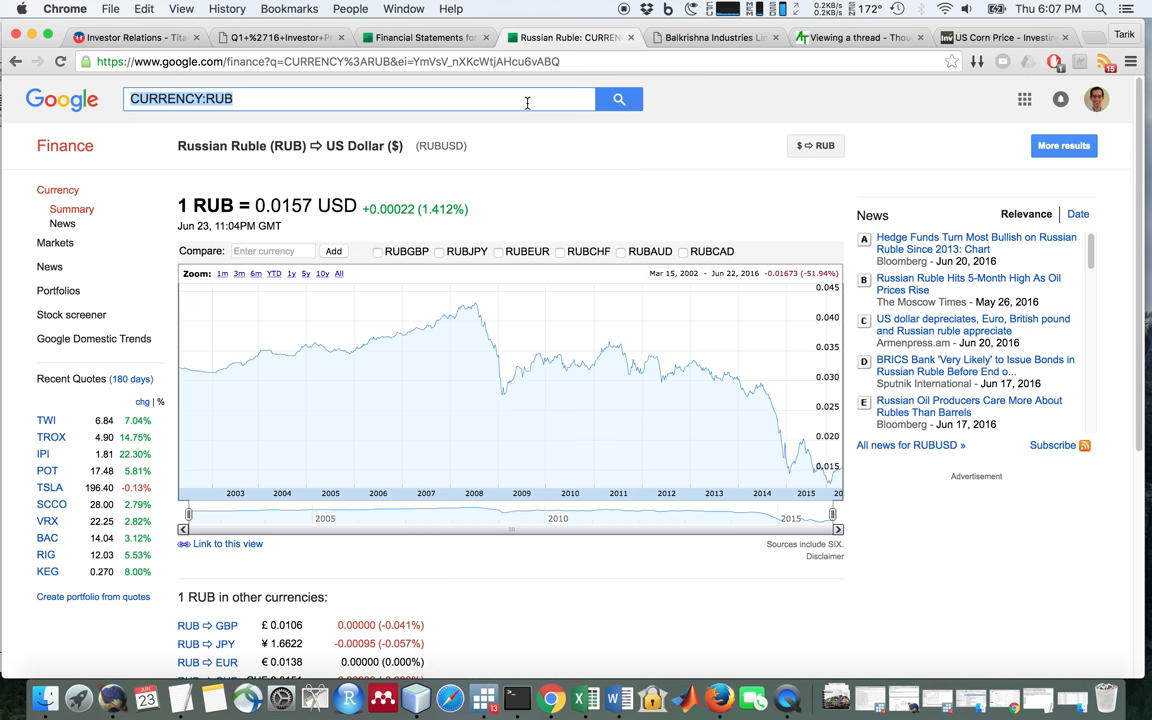 Chrome File Edit View History Bookmarks People Window Help 0.2KB/s 0.2KB/s 172° Thu 6:07 PM
Investor Relations - Tita × Q1+%2716+Investor+Pr × Financial Statements for × Russian Ruble: CURREN × Balkrishna Industries Lim × Viewing a thread - Thou × US Corn Price - Investing × Tarik
https://www.google.com/finance?q=CURRENCY%3ARUB&ei=YmVsV_nXKcWtjAHcu6vABQ
Google CURRENCY:RUB
Finance Russian Ruble (RUB) ⇨ US Dollar ($) (RUBUSD) $ ⇨ RUB More results
Currency
Summary
News
Markets
News
Portfolios
Stock screener
Google Domestic Trends
Recent Quotes (180 days)
chg | %
TWI 6.84 7.04%
TROX 4.90 14.75%
IPI 1.81 22.30%
POT 17.48 5.81%
TSLA 196.40 -0.13%
SCCO 28.00 2.79%
VRX 22.25 2.82%
BAC 14.04 3.12%
RIG 12.03 5.53%
KEG 0.270 8.00%
Create portfolio from quotes
1 RUB = 0.0157 USD +0.00022 (1.412%)
Jun 23, 11:04PM GMT
Compare: Enter currency Add RUBGBP RUBJPY RUBEUR RUBCHF RUBAUD RUBCAD
Zoom: 1m 3m 6m YTD 1y 5y 10y All Mar 15, 2002 - Jun 22, 2016 -0.01673 (-51.94%)
0.045
0.040
0.035
0.030
0.025
0.020
0.015
2003 2004 2005 2006 2007 2008 2009 2010 2011 2012 2013 2014 2015 20
2005 2010 2015
Link to this view Sources include SIX.
Disclaimer
1 RUB in other currencies:
RUB ⇨ GBP £ 0.0106 0.00000 (-0.041%)
RUB ⇨ JPY ¥ 1.6622 -0.00095 (-0.057%)
RUB ⇨ EUR € 0.0138 0.00000 (0.000%)
News Relevance | Date
A Hedge Funds Turn Most Bullish on Russian
Ruble Since 2013: Chart
Bloomberg - Jun 20, 2016
B Russian Ruble Hits 5-Month High As Oil
Prices Rise
The Moscow Times - May 26, 2016
C US dollar depreciates, Euro, British pound
and Russian ruble appreciate
Armenpress.am - Jun 20, 2016
D BRICS Bank 'Very Likely' to Issue Bonds in
Russian Ruble Before End o...
Sputnik International - Jun 17, 2016
E Russian Oil Producers Care More About
Rubles Than Barrels
Bloomberg - Jun 17, 2016
All news for RUBUSD » Subscribe
Advertisement